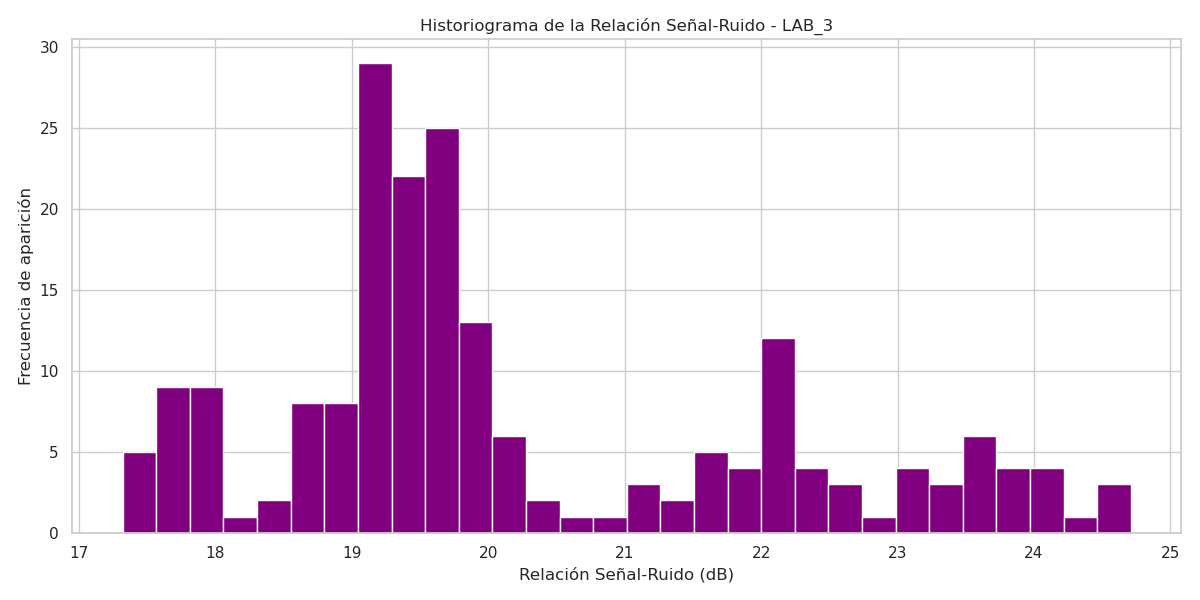 Historiograma de la Relación Señal-Ruido - LAB_3
Frecuencia de aparición
30
25
20
15
10
5
0
17 18 19 20 21 22 23 24 25
Relación Señal-Ruido (dB)